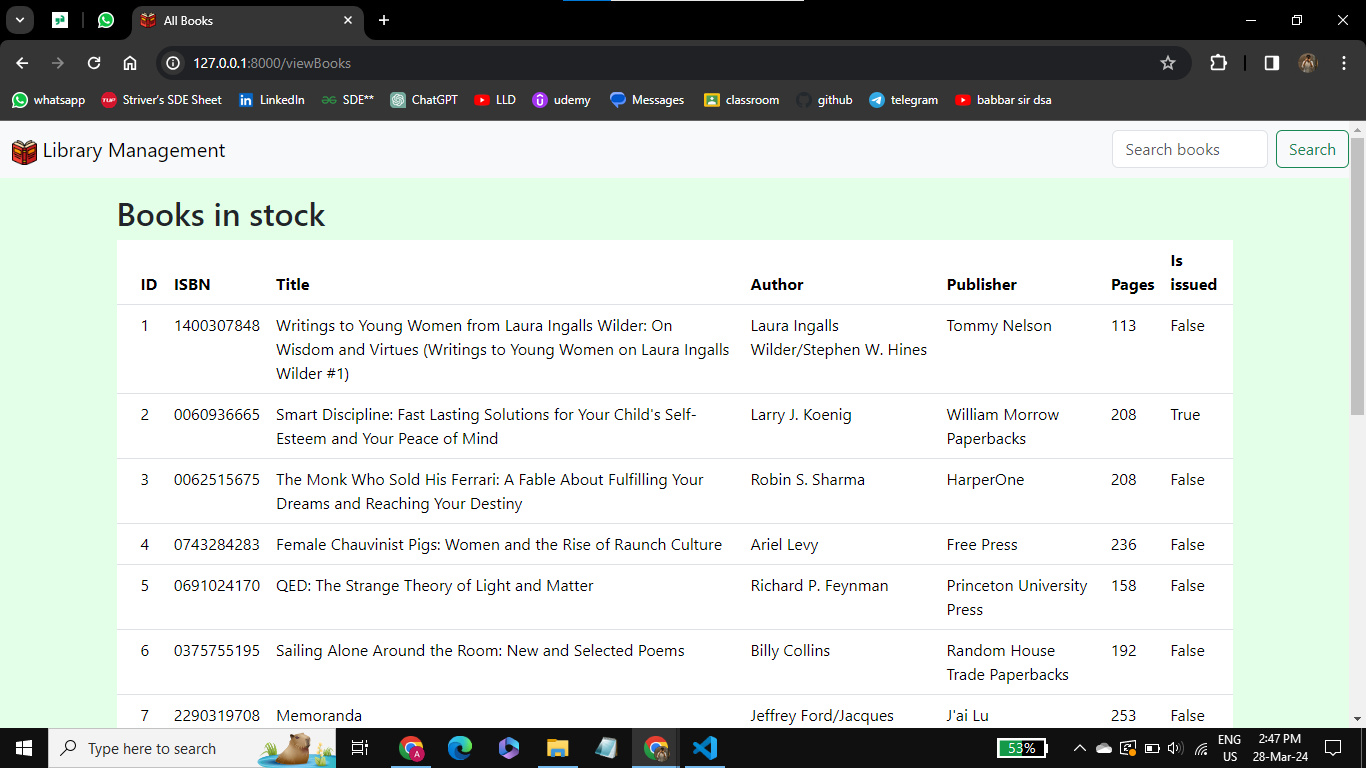 All Books
127.0.0.1:8000/viewBooks
whatsapp Striver's SDE Sheet LinkedIn SDE** ChatGPT LLD udemy Messages classroom github telegram babbar sir dsa
Library Management Search books Search
Books in stock
ID ISBN Title Author Publisher Pages Is issued
1 1400307848 Writings to Young Women from Laura Ingalls Wilder: On Laura Ingalls Tommy Nelson 113 False
Wisdom and Virtues (Writings to Young Women on Laura Ingalls Wilder/Stephen W. Hines
Wilder #1)
2 0060936665 Smart Discipline: Fast Lasting Solutions for Your Child's Self- Larry J. Koenig William Morrow 208 True
Esteem and Your Peace of Mind Paperbacks
3 0062515675 The Monk Who Sold His Ferrari: A Fable About Fulfilling Your Robin S. Sharma HarperOne 208 False
Dreams and Reaching Your Destiny
4 0743284283 Female Chauvinist Pigs: Women and the Rise of Raunch Culture Ariel Levy Free Press 236 False
5 0691024170 QED: The Strange Theory of Light and Matter Richard P. Feynman Princeton University 158 False
Press
6 0375755195 Sailing Alone Around the Room: New and Selected Poems Billy Collins Random House 192 False
Trade Paperbacks
7 2290319708 Memoranda Jeffrey Ford/Jacques J'ai Lu 253 False
Type here to search 53% ENG 2:47 PM
US 28-Mar-24